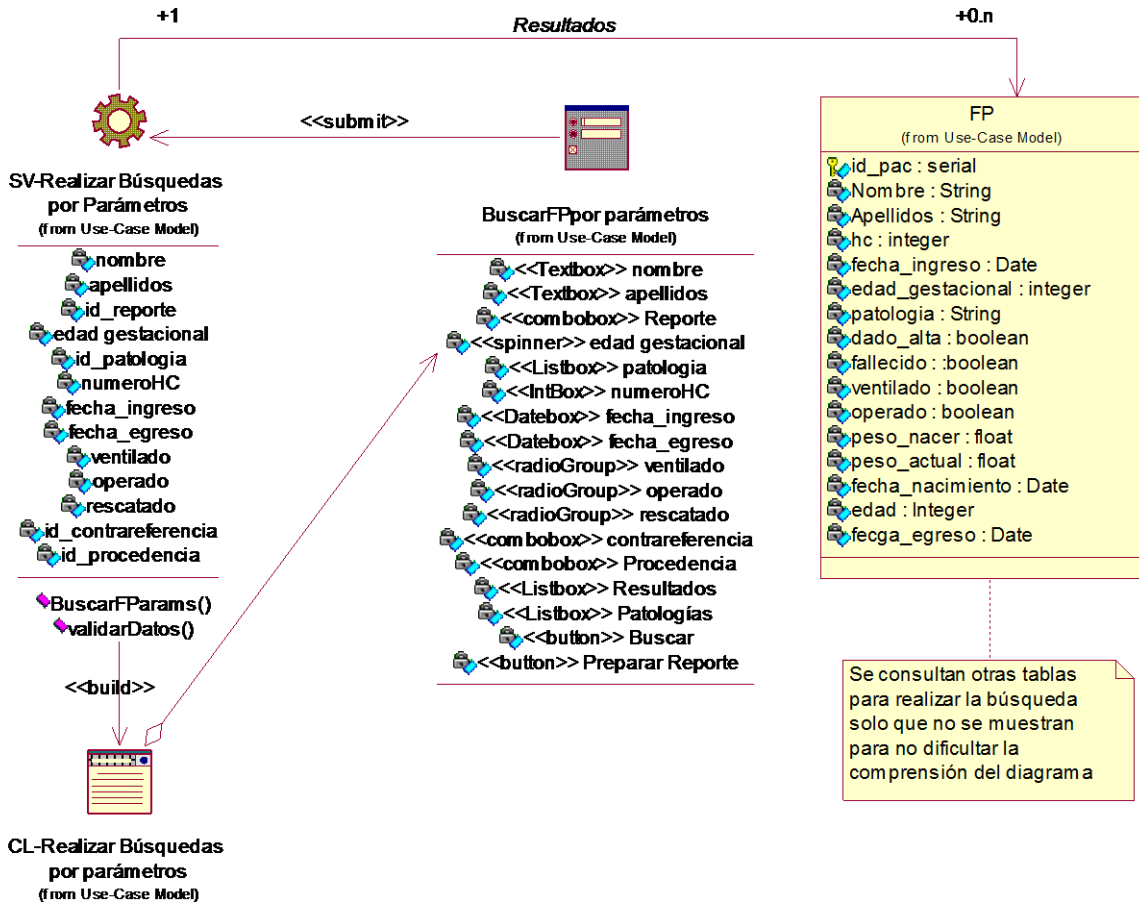 +1
Resultados
+0.n
<<submit>>
SV-Realizar Búsquedas
por Parámetros
(from Use-Case Model)
nombre
apellidos
id_reporte
edad gestacional
id_patologia
numeroHC
fecha_ingreso
fecha_egreso
ventilado
operado
rescatado
id_contrareferencia
id_procedencia
BuscarFParams()
validarDatos()
<<build>>
CL-Realizar Búsquedas
por parámetros
(from Use-Case Model)
BuscarFPpor parámetros
(from Use-Case Model)
<<Textbox>> nombre
<<Textbox>> apellidos
<<combobox>> Reporte
<<spinner>> edad gestacional
<<Listbox>> patologia
<<IntBox>> numeroHC
<<Datebox>> fecha_ingreso
<<Datebox>> fecha_egreso
<<radioGroup>> ventilado
<<radioGroup>> operado
<<radioGroup>> rescatado
<<combobox>> contrareferencia
<<combobox>> Procedencia
<<Listbox>> Resultados
<<Listbox>> Patologías
<<button>> Buscar
<<button>> Preparar Reporte
FP
(from Use-Case Model)
id_pac : serial
Nombre : String
Apellidos : String
hc : integer
fecha_ingreso : Date
edad_gestacional : integer
patologia : String
dado_alta : boolean
fallecido : :boolean
ventilado : boolean
operado : boolean
peso_nacer : float
peso_actual : float
fecha_nacimiento : Date
edad : Integer
fecga_egreso : Date
Se consultan otras tablas
para realizar la búsqueda
solo que no se muestran
para no dificultar la
comprensión del diagrama